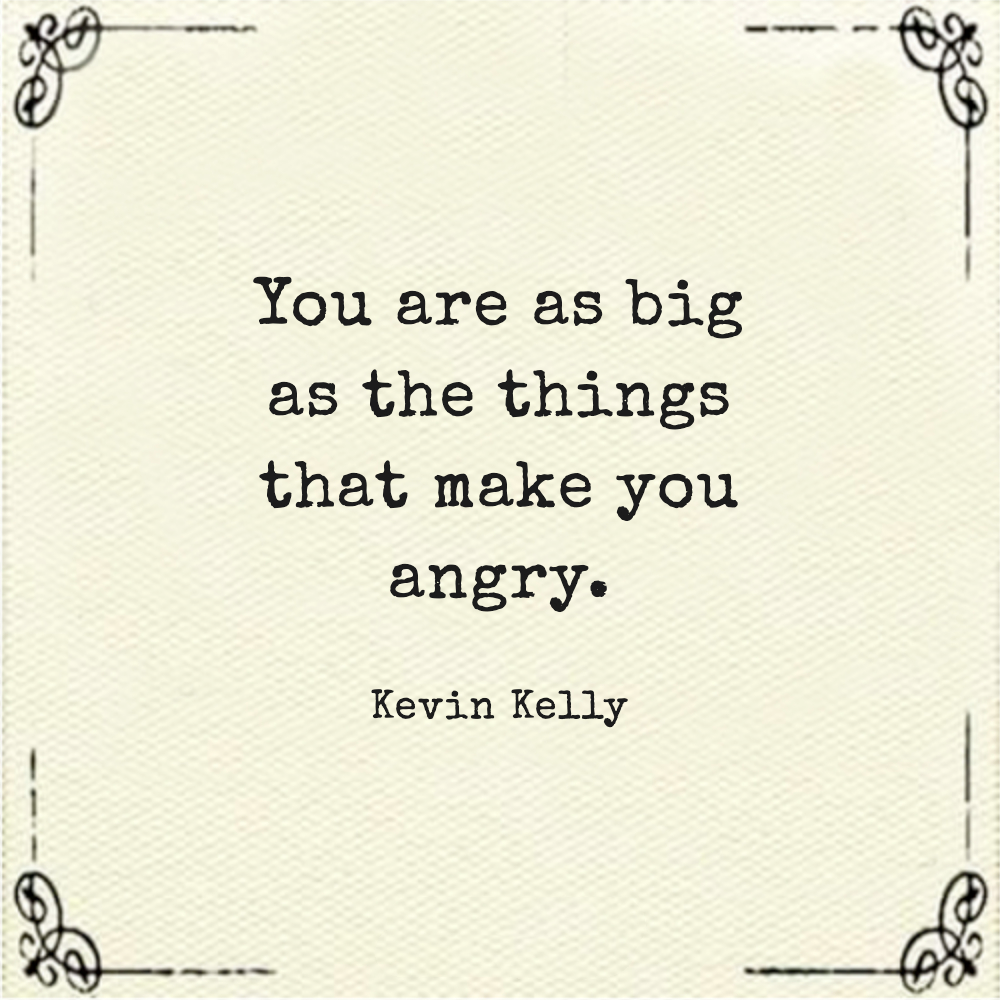 You are as big
as the things
that make you
angry.
Kevin Kelly